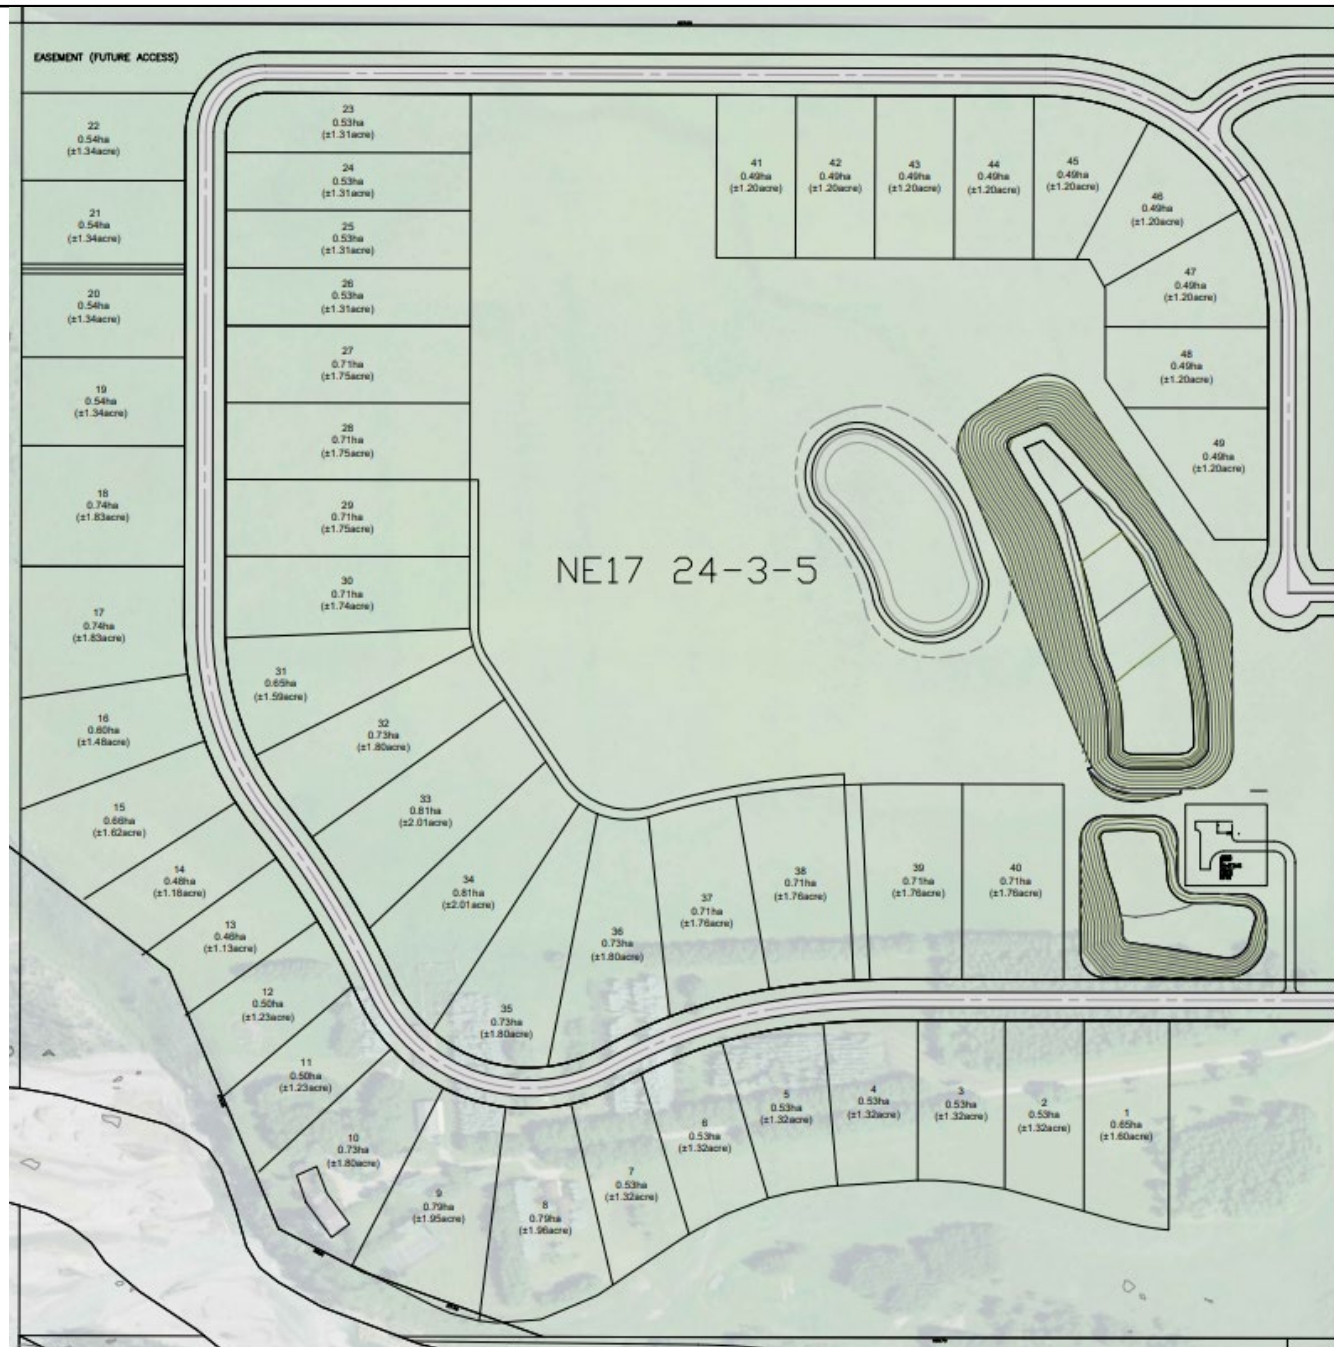 EASEMENT (FUTURE ACCESS)
22
0.54ha
(±1.34acre)
21
0.54ha
(±1.34acre)
20
0.54ha
(±1.34acre)
19
0.54ha
(±1.34acre)
18
0.74ha
(±1.83acre)
17
0.74ha
(±1.83acre)
16
0.60ha
(±1.48acre)
15
0.66ha
(±1.62acre)
14
0.48ha
(±1.18acre)
13
0.46ha
(±1.13acre)
12
0.50ha
(±1.23acre)
11
0.50ha
(±1.23acre)
10
0.73ha
(±1.80acre)
9
0.79ha
(±1.95acre)
8
0.79ha
(±1.96acre)
7
0.53ha
(±1.32acre)
6
0.53ha
(±1.32acre)
5
0.53ha
(±1.32acre)
4
0.53ha
(±1.32acre)
3
0.53ha
(±1.32acre)
2
0.53ha
(±1.32acre)
1
0.65ha
(±1.60acre)
23
0.53ha
(±1.31acre)
24
0.53ha
(±1.31acre)
25
0.53ha
(±1.31acre)
26
0.53ha
(±1.31acre)
27
0.71ha
(±1.75acre)
28
0.71ha
(±1.75acre)
29
0.71ha
(±1.75acre)
30
0.71ha
(±1.74acre)
31
0.65ha
(±1.59acre)
32
0.73ha
(±1.80acre)
33
0.81ha
(±2.01acre)
34
0.81ha
(±2.01acre)
35
0.73ha
(±1.80acre)
36
0.73ha
(±1.80acre)
37
0.71ha
(±1.76acre)
38
0.71ha
(±1.76acre)
39
0.71ha
(±1.76acre)
40
0.71ha
(±1.76acre)
NE17 24-3-5
41
0.49ha
(±1.20acre)
42
0.49ha
(±1.20acre)
43
0.49ha
(±1.20acre)
44
0.49ha
(±1.20acre)
45
0.49ha
(±1.20acre)
46
0.49ha
(±1.20acre)
47
0.49ha
(±1.20acre)
48
0.49ha
(±1.20acre)
49
0.49ha
(±1.20acre)